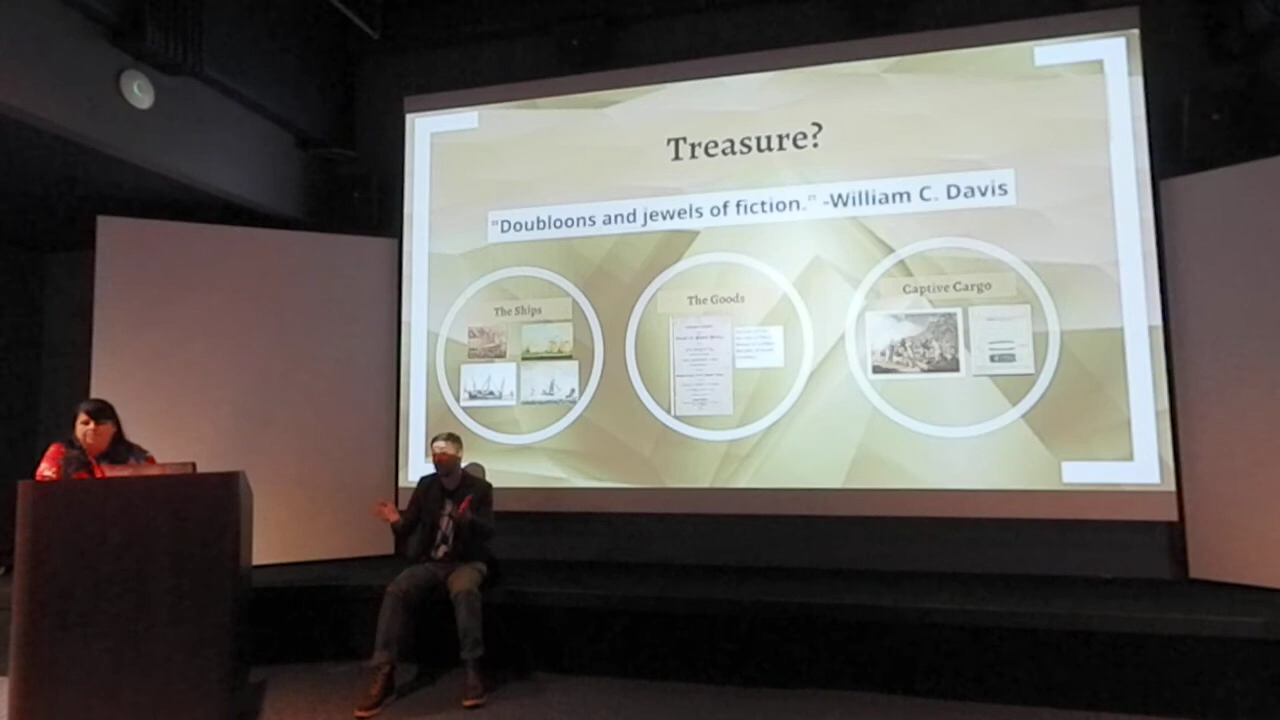 Treasure?
"Doubloons and jewels of fiction." -William C. Davis
The Ships
The Goods
Captive Cargo